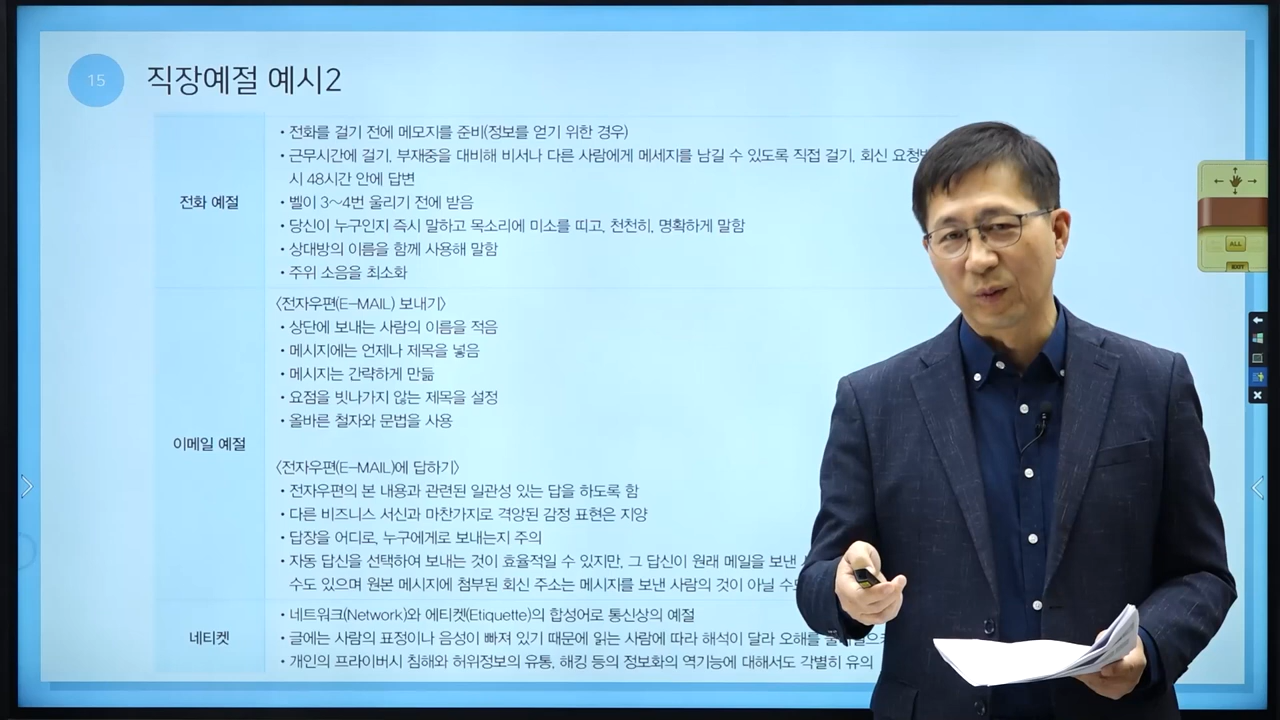 15
직장예절 예시2
전화 예절
• 전화를 걸기 전에 메모지를 준비(정보를 얻기 위한 경우)
• 근무시간에 걸기, 부재중을 대비해 비서나 다른 사람에게 메세지를 남길 수 있도록 직접 걸기, 회신 요청
시 48시간 안에 답변
• 벨이 3~4번 울리기 전에 받음
• 당신이 누구인지 즉시 말하고 목소리에 미소를 띠고, 천천히, 명확하게 말함
• 상대방의 이름을 함께 사용해 말함
• 주위 소음을 최소화
이메일 예절
<전자우편(E-MAIL) 보내기>
• 상단에 보내는 사람의 이름을 적음
• 메시지에는 언제나 제목을 넣음
• 메시지는 간략하게 만듦
• 요점을 빗나가지 않는 제목을 설정
• 올바른 철자와 문법을 사용
<전자우편(E-MAIL)에 답하기>
• 전자우편의 본 내용과 관련된 일관성 있는 답을 하도록 함
• 다른 비즈니스 서신과 마찬가지로 격앙된 감정 표현은 지양
• 답장을 어디로, 누구에게로 보내는지 주의
• 자동 답신을 선택하여 보내는 것이 효율적일 수 있지만, 그 답신이 원래 메일을 보낸
수도 있으며 원본 메시지에 첨부된 회신 주소는 메시지를 보낸 사람의 것이 아닐
네티켓
• 네트워크(Network)와 에티켓(Etiquette)의 합성어로 통신상의 예절
• 글에는 사람의 표정이나 음성이 빠져 있기 때문에 읽는 사람에 따라 해석이 달라 오해를
• 개인의 프라이버시 침해와 허위정보의 유통, 해킹 등의 정보화의 역기능에 대해서도 각별히 유의
ALL
EXIT